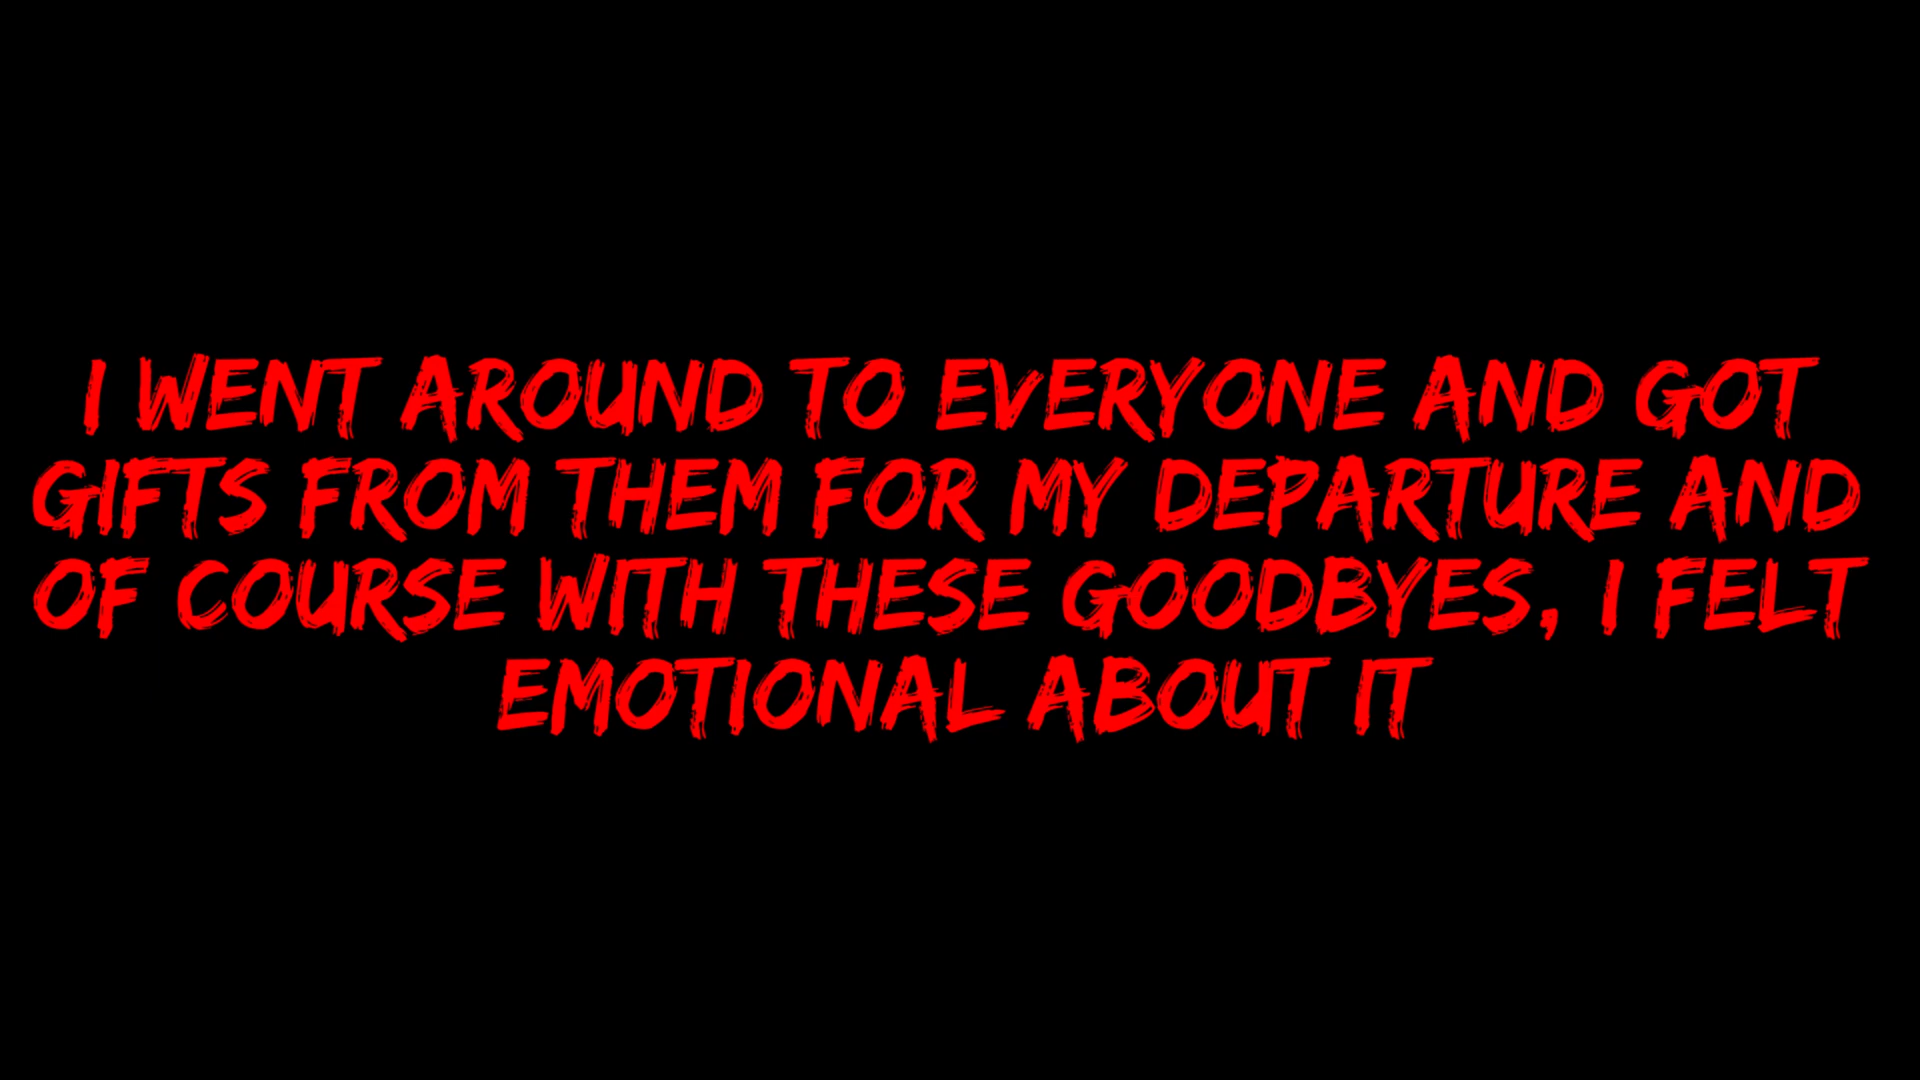 I WENT AROUND TO EVERYONE AND GOT
GIFTS FROM THEM FOR MY DEPARTURE AND
OF COURSE WITH THESE GOODBYES, I FELT
EMOTIONAL ABOUT IT